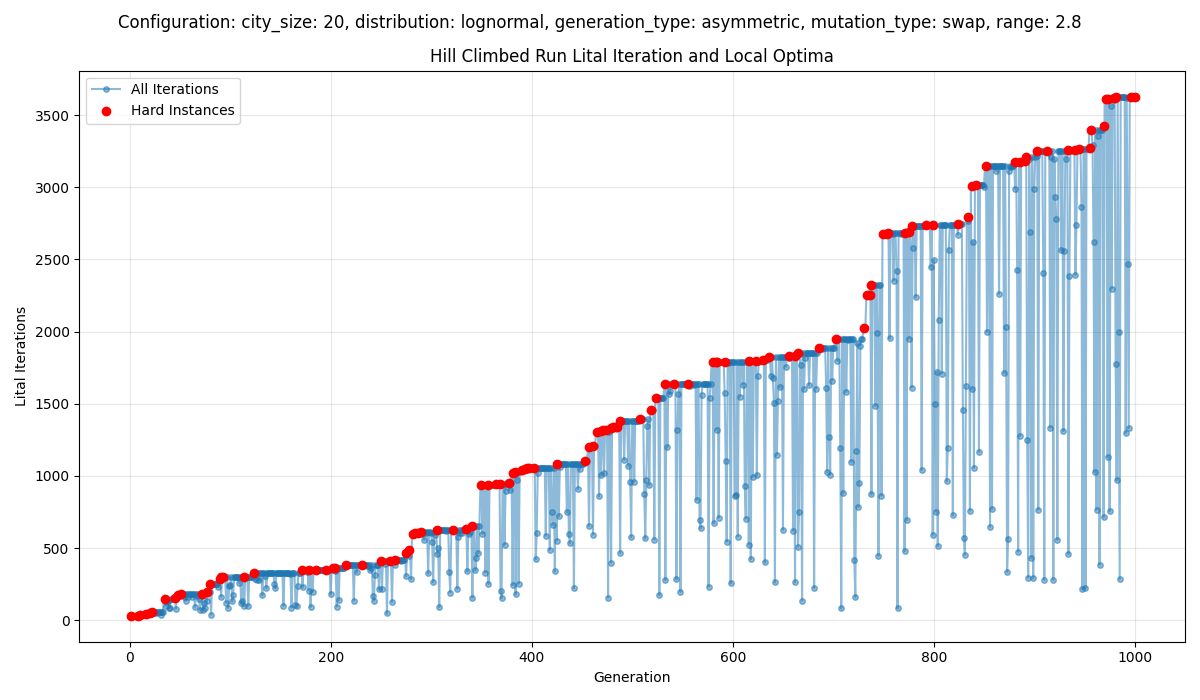 Configuration: city_size: 20, distribution: lognormal, generation_type: asymmetric, mutation_type: swap, range: 2.8
Hill Climbed Run Lital Iteration and Local Optima
All Iterations
Hard Instances
Lital Iterations
3500
3000
2500
2000
1500
1000
500
0
0 200 400 600 800 1000
Generation